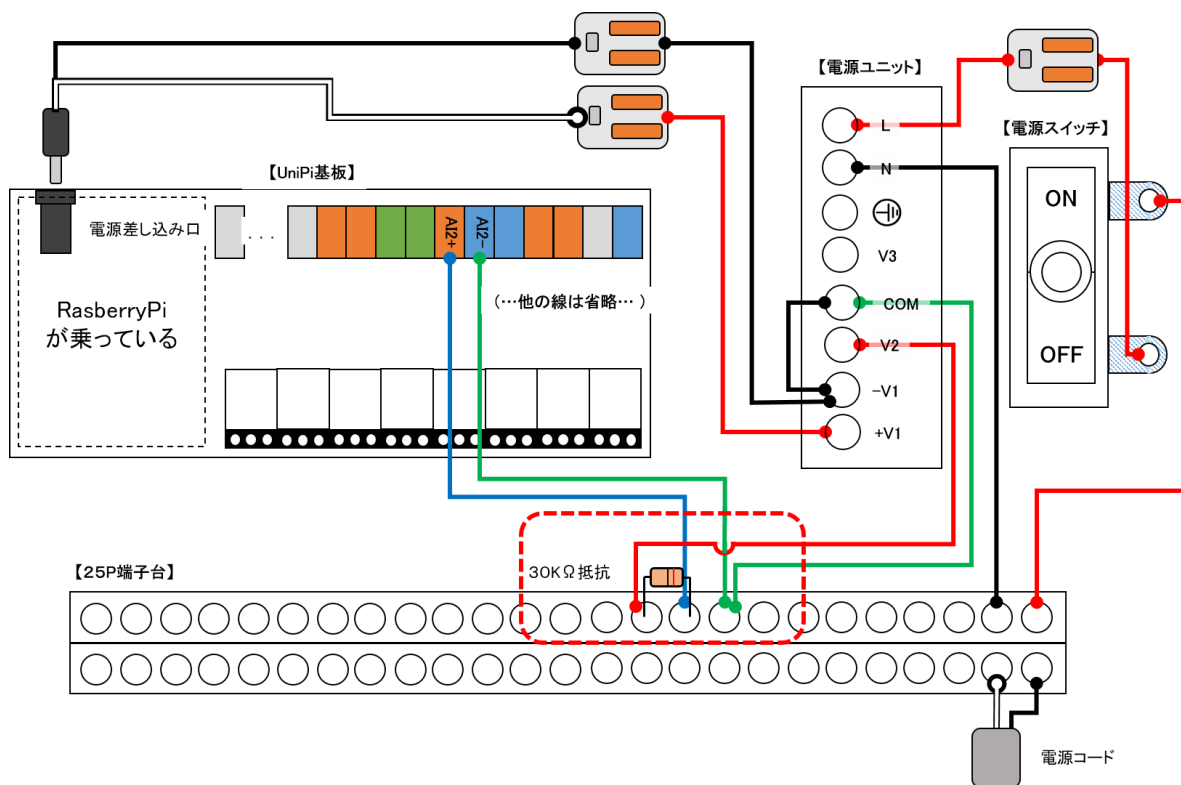 【電源ユニット】
L
【電源スイッチ】
N
【UniPi基板】
ON
電源差し込み口
...
AI2+
AI2-
V3
(…他の線は省略…)
COM
RasberryPi
が乗っている
V2
OFF
-V1
+V1
【25P端子台】
30KΩ抵抗
電源コード